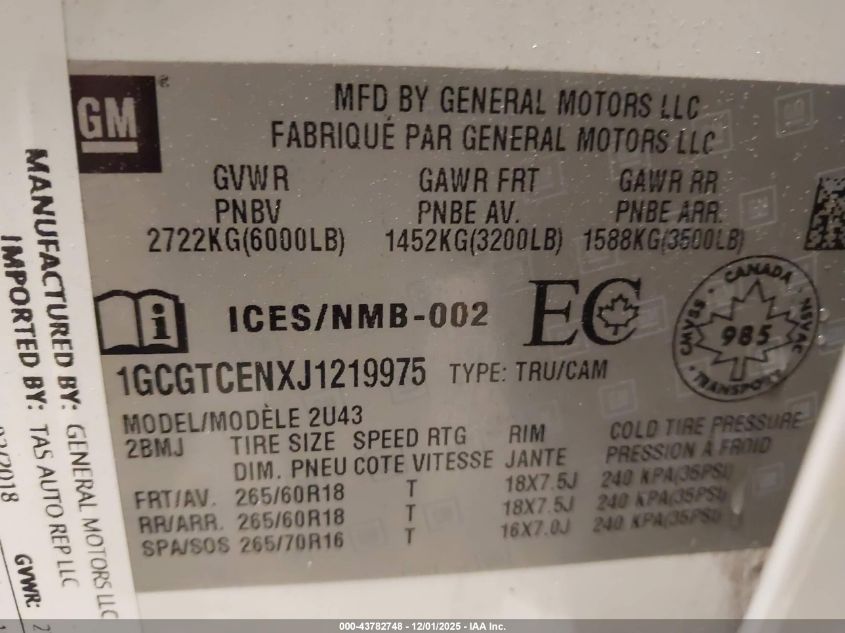 GM
MFD BY GENERAL MOTORS LLC
FABRIQUÉ PAR GENERAL MOTORS LLC
GVWR GAWR FRT GAWR RR
PNBV PNBE AV. PNBE ARR.
2722KG(6000LB) 1452KG(3200LB) 1588KG(3500LB)
i ICES/NMB-002 EC
CANADA NSVAC TRANSPORT CMVSS
985
1GCGTCENXJ1219975 TYPE: TRU/CAM
MODEL/MODÈLE 2U43
2BMJ TIRE SIZE SPEED RTG RIM COLD TIRE PRESSURE
DIM. PNEU COTE VITESSE JANTE PRESSION À FROID
FRT/AV. 265/60R18 T 18X7.5J 240 KPA(35PSI)
RR/ARR. 265/60R18 T 18X7.5J 240 KPA(35PSI)
SPA/SOS 265/70R16 T 16X7.0J 240 KPA(35PSI)
MANUFACTURED BY: GENERAL MOTORS LLC
IMPORTED BY: TAS AUTO REP LLC
GVWR: 2
000-43782748 - 12/01/2025 - IAA Inc.